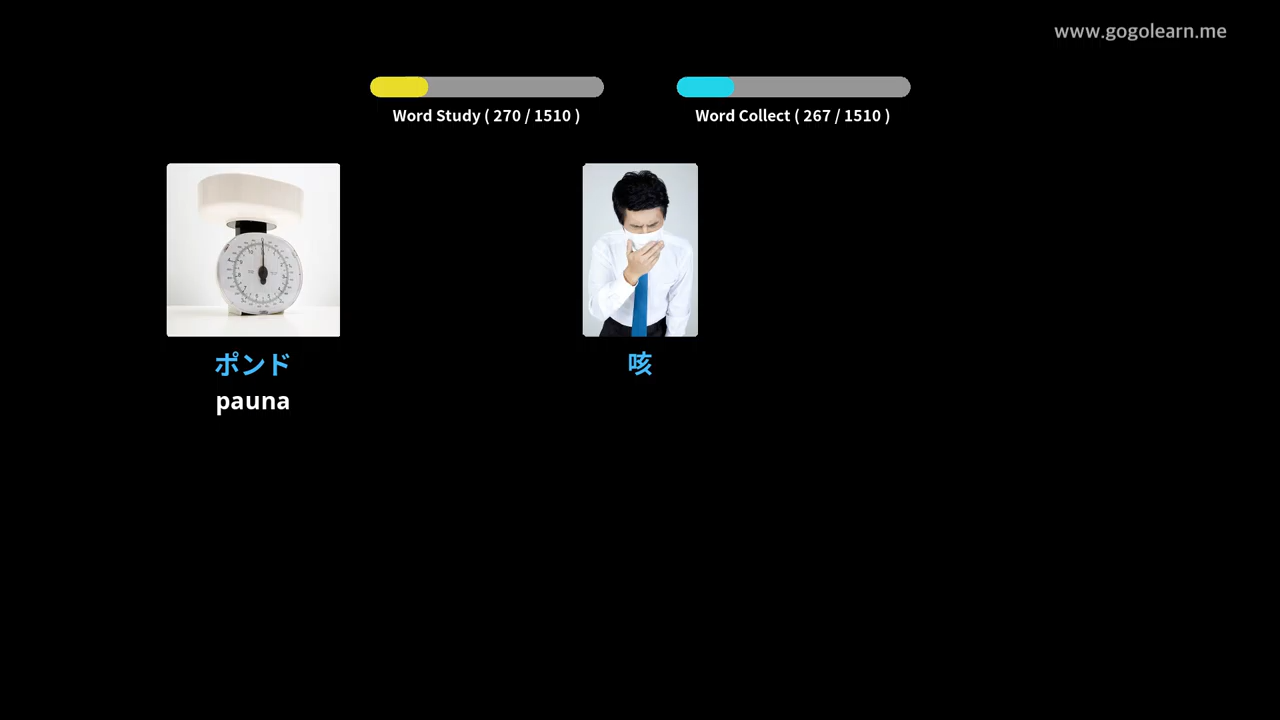 www.gogolearn.me
Word Study ( 270 / 1510 )
Word Collect ( 267 / 1510 )
ポンド
pauna
咳